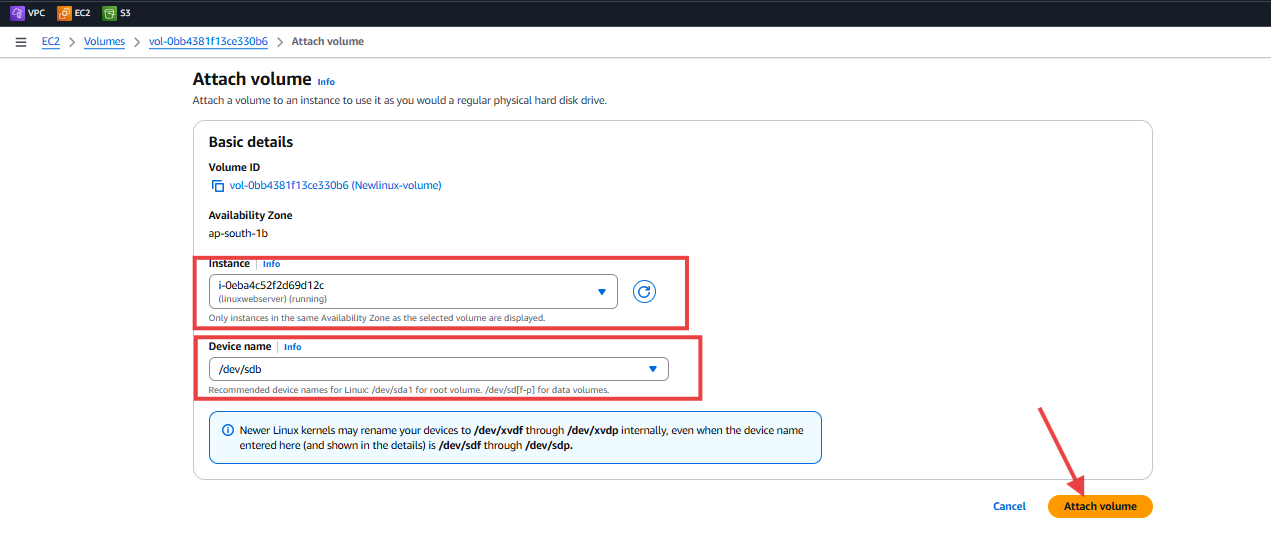 VPC EC2 S3
EC2 > Volumes > vol-0bb4381f13ce330b6 > Attach volume
Attach volume Info
Attach a volume to an instance to use it as you would a regular physical hard disk drive.
Basic details
Volume ID
vol-0bb4381f13ce330b6 (Newlinux-volume)
Availability Zone
ap-south-1b
Instance Info
i-0eba4c52f2d69d12c
(linuxwebserver) (running)
Only instances in the same Availability Zone as the selected volume are displayed.
Device name Info
/dev/sdb
Recommended device names for Linux: /dev/sda1 for root volume. /dev/sd[f-p] for data volumes.
Newer Linux kernels may rename your devices to /dev/xvdf through /dev/xvdp internally, even when the device name
entered here (and shown in the details) is /dev/sdf through /dev/sdp.
Cancel Attach volume